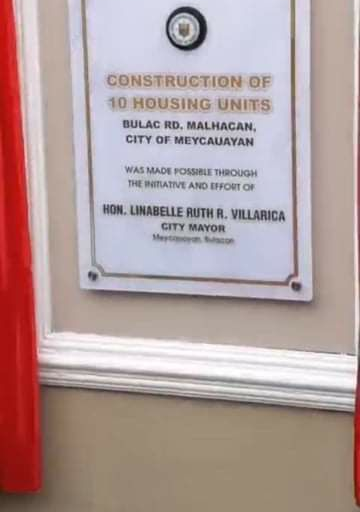 CONSTRUCTION OF
10 HOUSING UNITS
BULAC RD. MALHACAN,
CITY OF MEYCAUAYAN
WAS MADE POSSIBLE THROUGH
THE INITIATIVE AND EFFORT OF
HON. LINABELLE RUTH R. VILLARICA
CITY MAYOR
Meycauayan, Bulacan